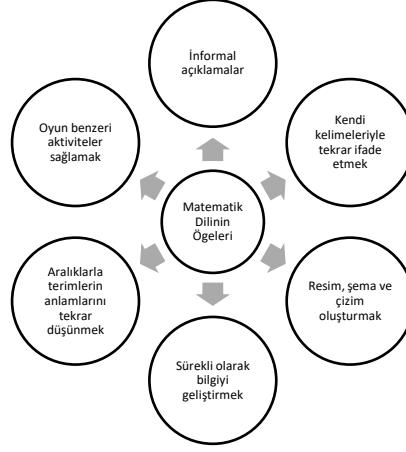 İnformal
açıklamalar
Kendi
kelimeleriyle
tekrar ifade
etmek
Resim, şema ve
çizim
oluşturmak
Sürekli olarak
bilgiyi
geliştirmek
Aralıklarla
terimlerin
anlamlarını
tekrar
düşünmek
Oyun benzeri
aktiviteler
sağlamak
Matematik
Dilinin
Ögeleri